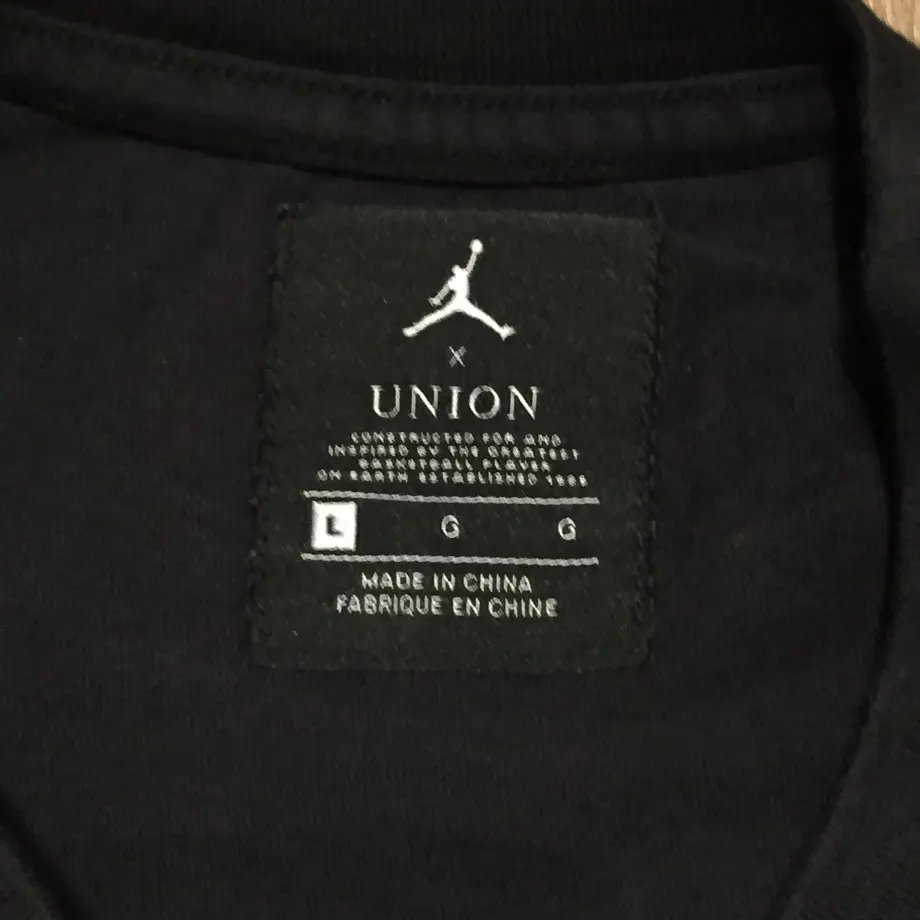 X
UNION
CONSTRUCTED FOR AND
INSPIRED BY THE GREATEST
BASKETBALL PLAYER
ON EARTH ESTABLISHED 1985
L G G
MADE IN CHINA
FABRIQUE EN CHINE